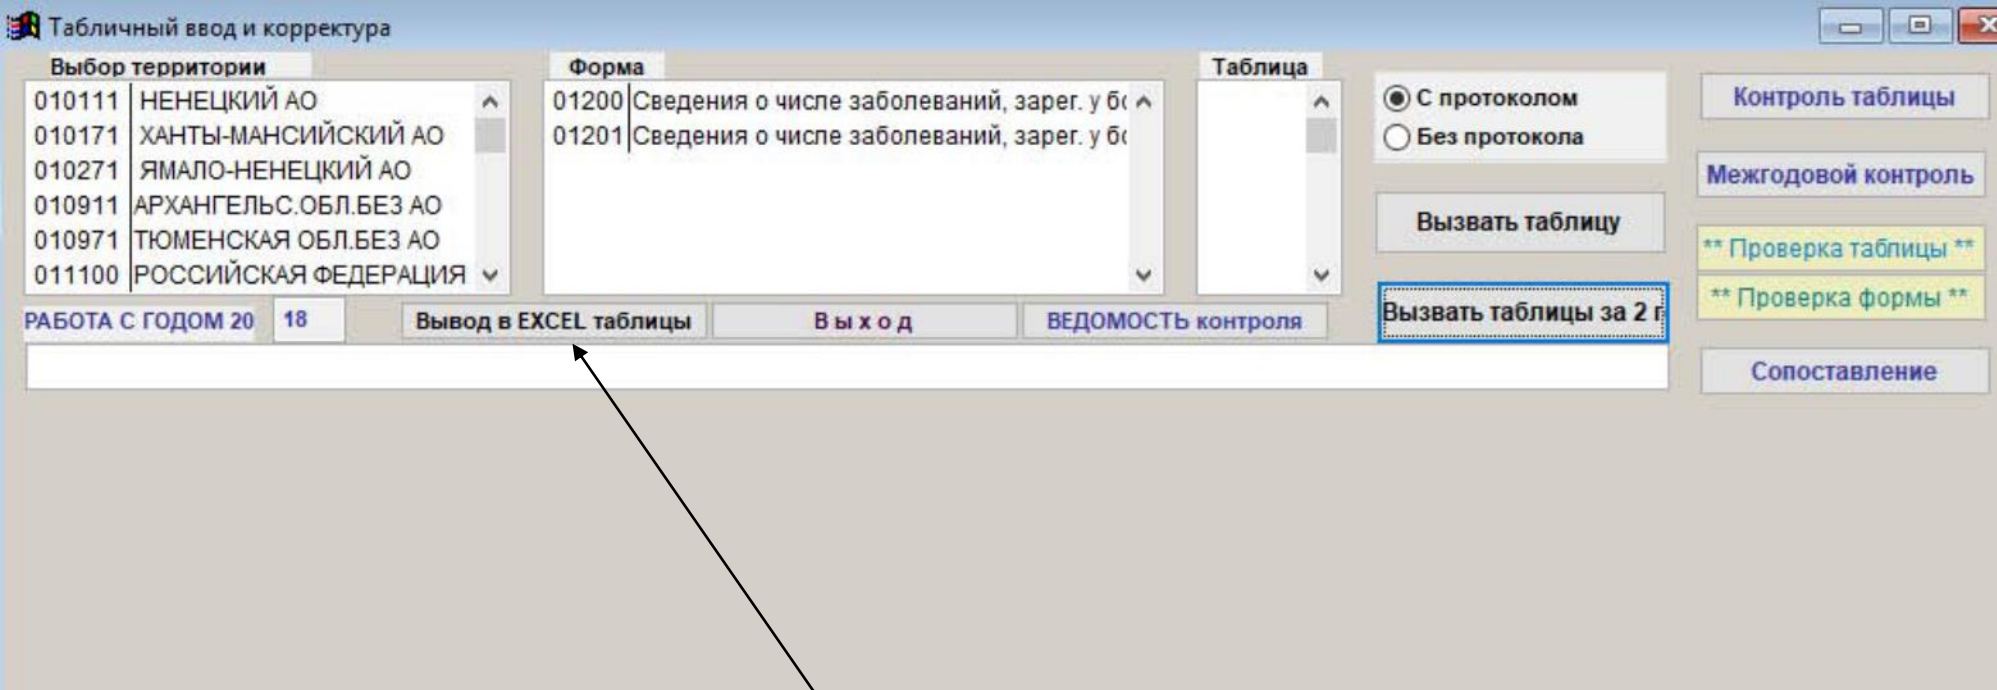 Табличный ввод и корректура
Выбор территории
Форма
Таблица
010111 НЕНЕЦКИЙ АО
010171 ХАНТЫ-МАНСИЙСКИЙ АО
010271 ЯМАЛО-НЕНЕЦКИЙ АО
010911 АРХАНГЕЛЬС.ОБЛ.БЕЗ АО
010971 ТЮМЕНСКАЯ ОБЛ.БЕЗ АО
011100 РОССИЙСКАЯ ФЕДЕРАЦИЯ
01200 Сведения о числе заболеваний, зарег. у бо
01201 Сведения о числе заболеваний, зарег. у бо
С протоколом
Без протокола
Вызвать таблицу
Вызвать таблицы за 2 г
Контроль таблицы
Межгодовой контроль
** Проверка таблицы **
** Проверка формы **
Сопоставление
РАБОТА С ГОДОМ 20 18
Вывод в EXCEL таблицы
В ы х о д
ВЕДОМОСТЬ контроля